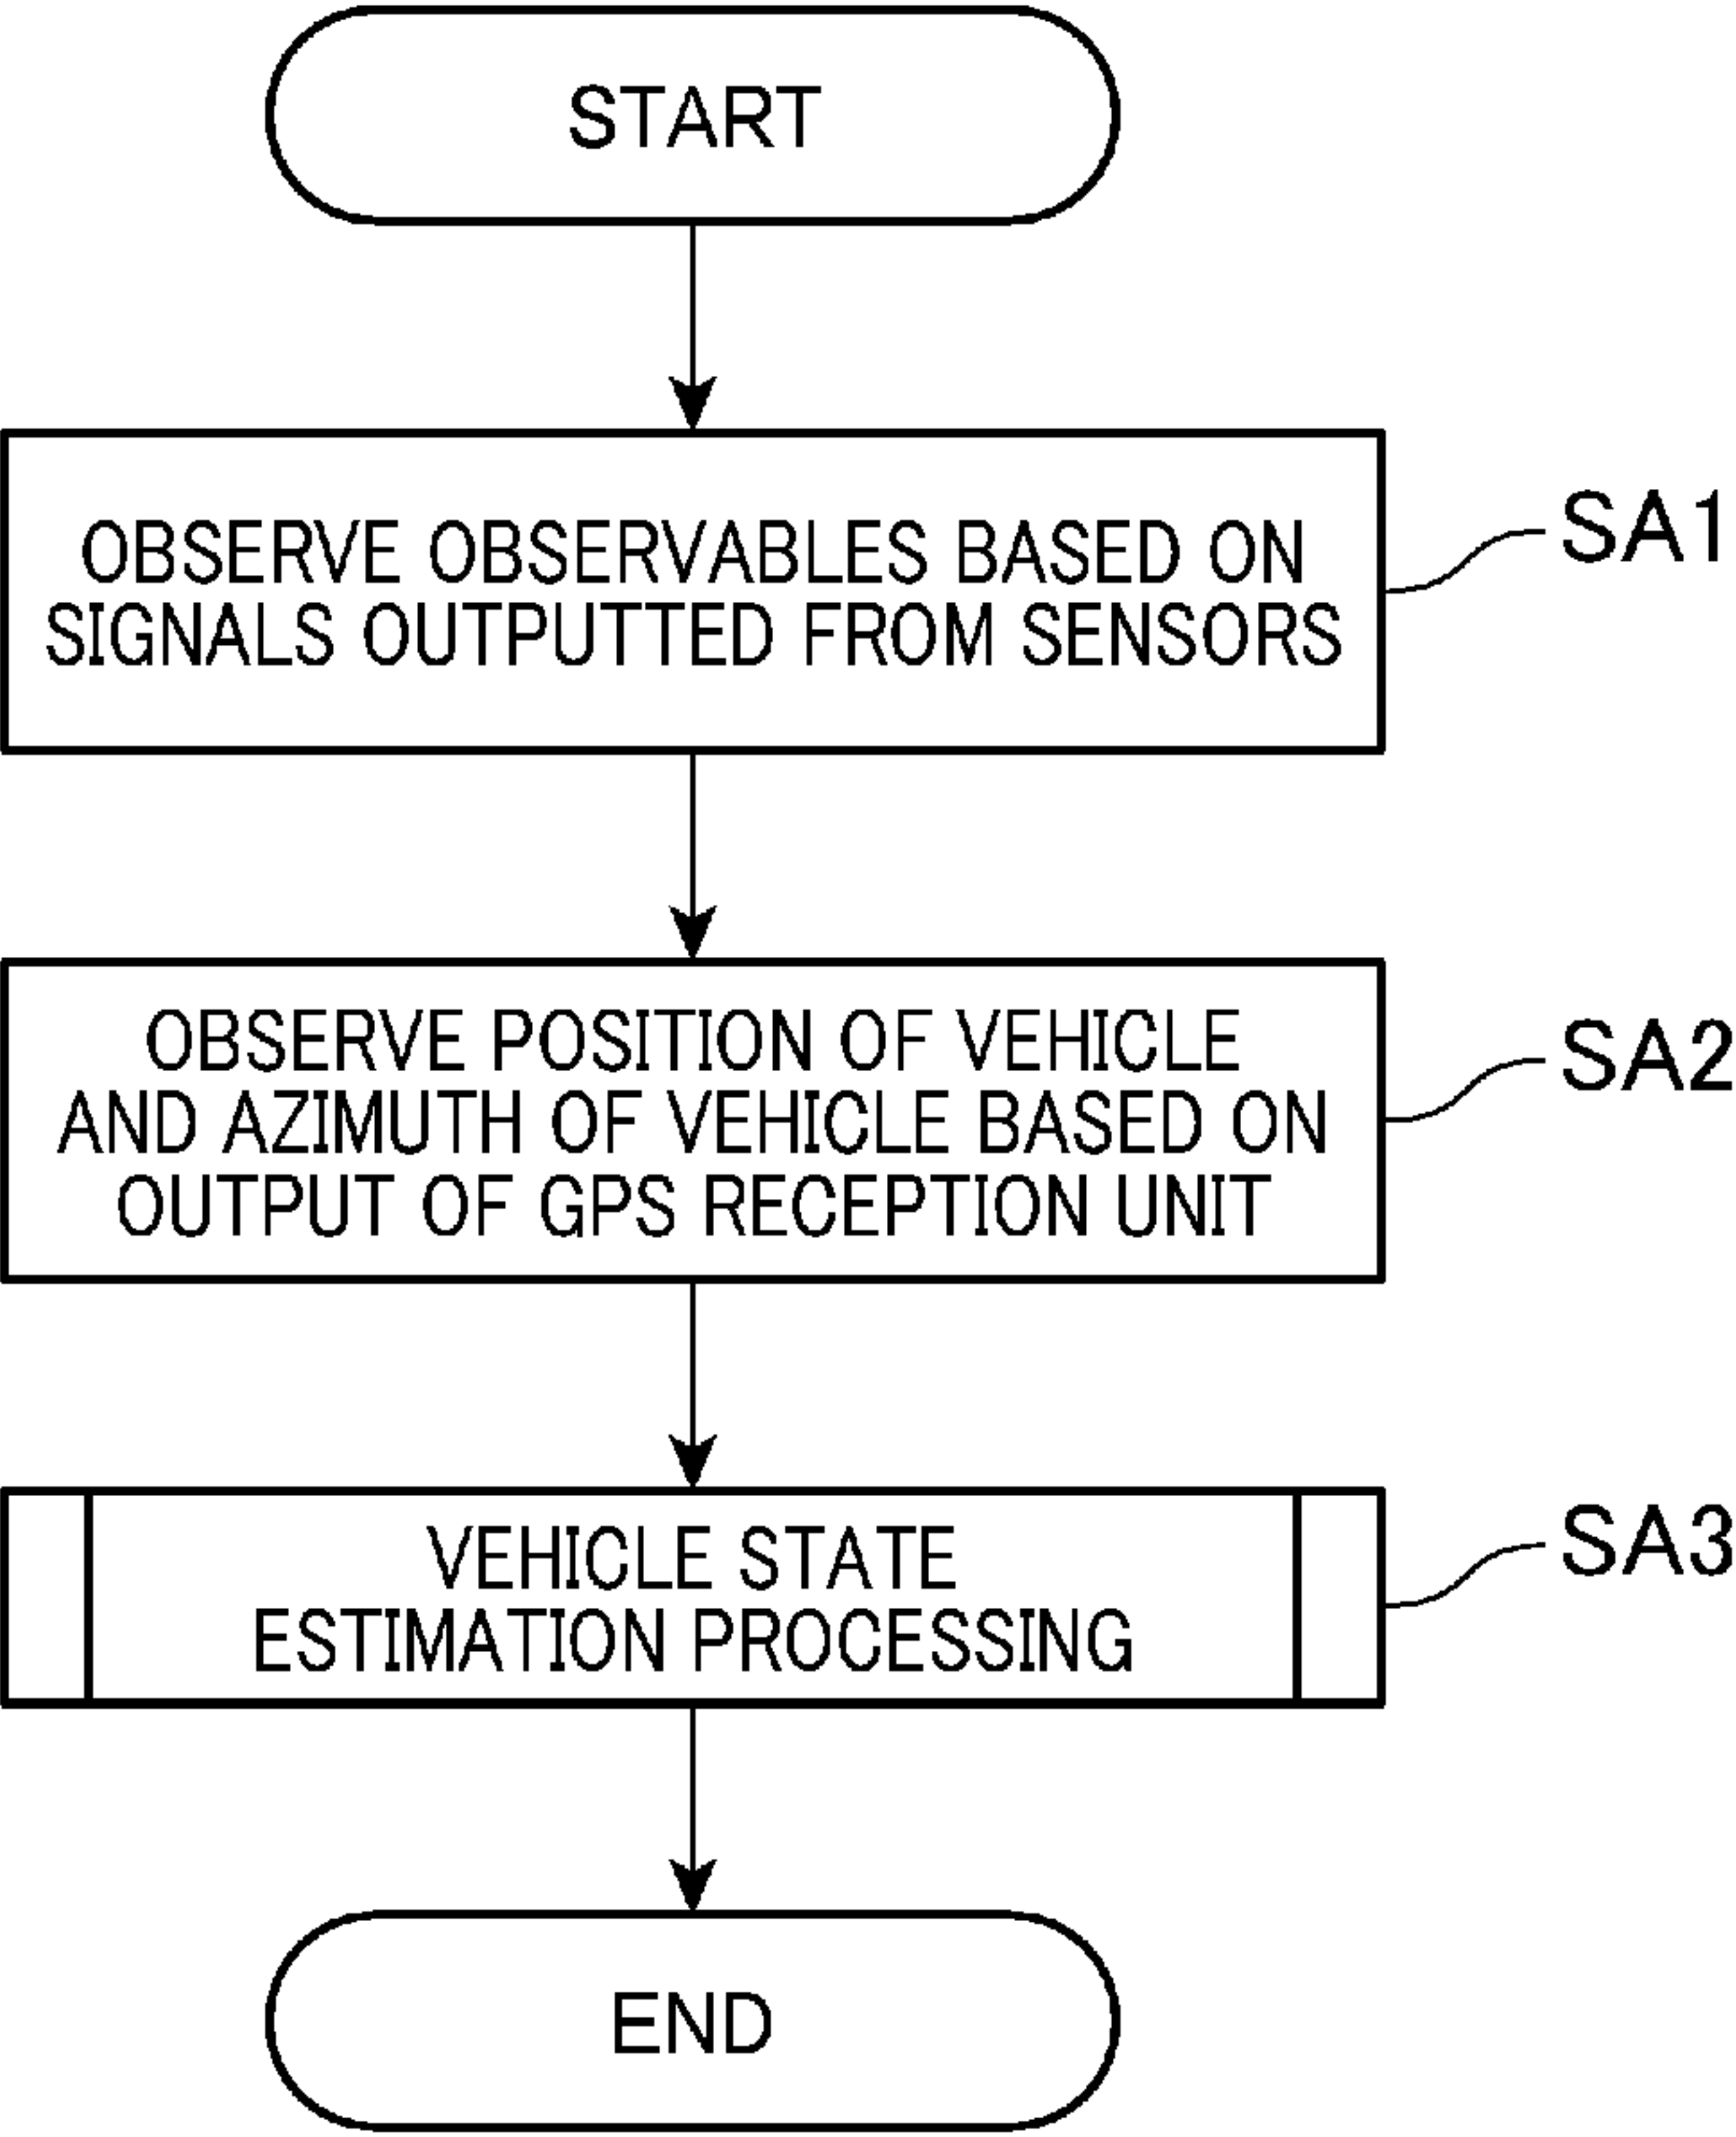 START
OBSERVE OBSERVABLES BASED ON
SIGNALS OUTPUTTED FROM SENSORS
SA1
OBSERVE POSITION OF VEHICLE
AND AZIMUTH OF VEHICLE BASED ON
OUTPUT OF GPS RECEPTION UNIT
SA2
VEHICLE STATE
ESTIMATION PROCESSING
SA3
END